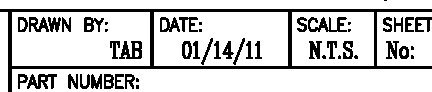 DRAWN BY: DATE: SCALE: SHEET
TAB 01/14/11 N.T.S. No:
PART NUMBER: